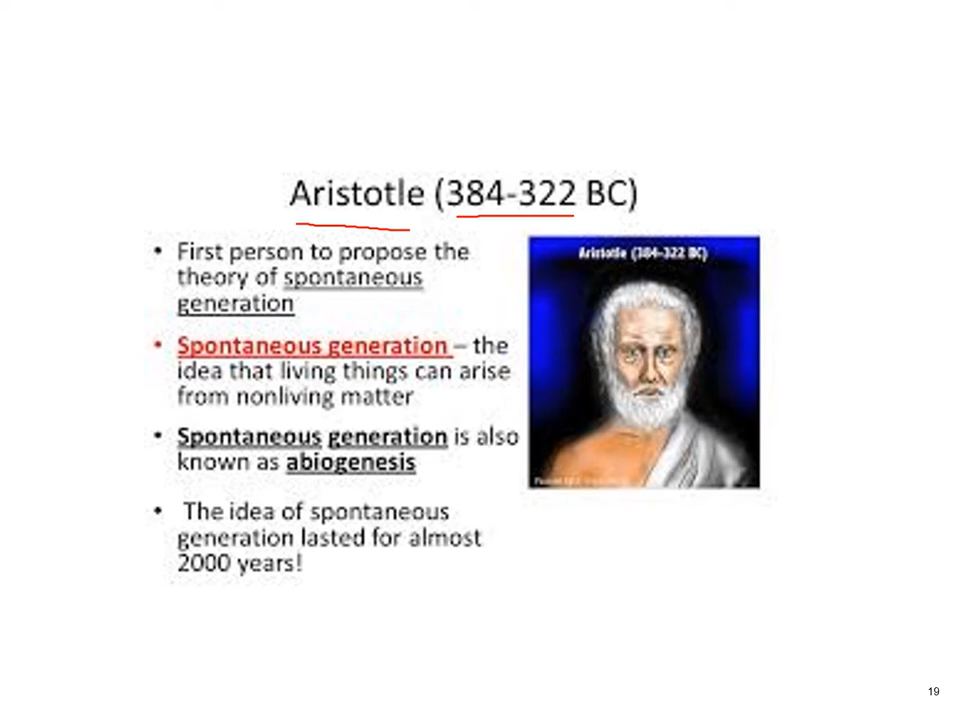 Aristotle (384-322 BC)
• First person to propose the
theory of spontaneous
generation
• Spontaneous generation – the
idea that living things can arise
from nonliving matter
• Spontaneous generation is also
known as abiogenesis
• The idea of spontaneous
generation lasted for almost
2000 years!
Aristotle (384-322 BC)
19